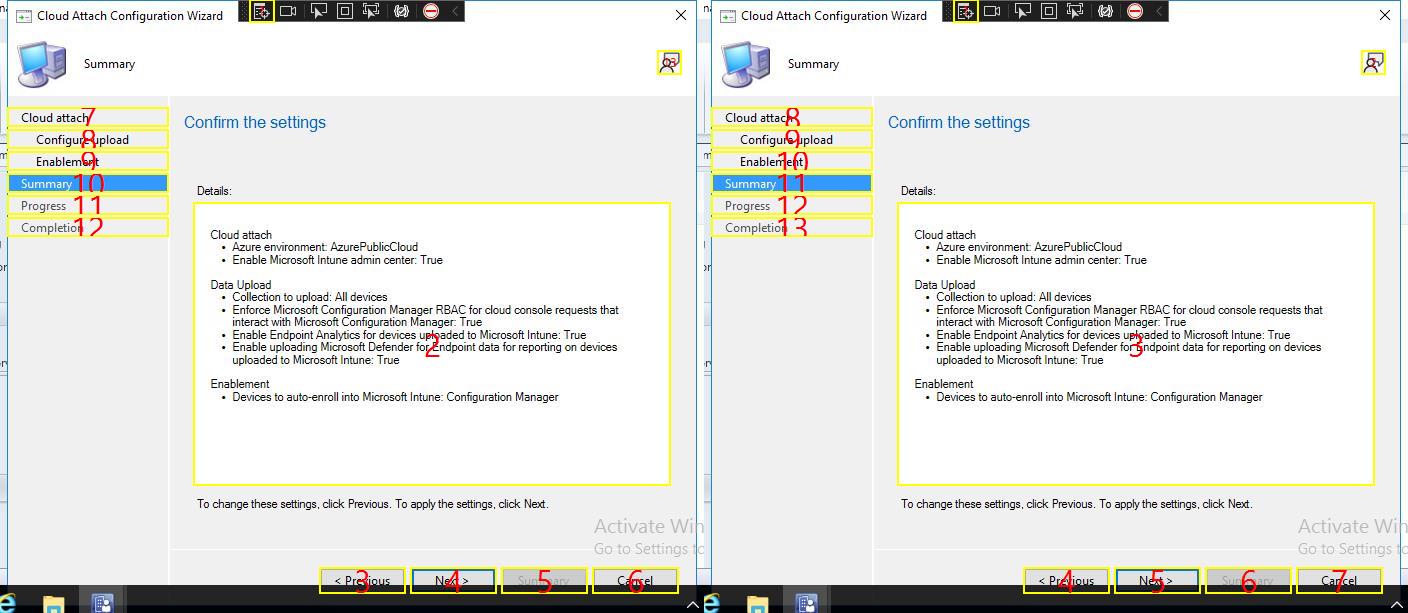 Cloud Attach Configuration Wizard
Summary
7
Cloud attach
8
Configure upload
9
Enablement
10
Summary
11
Progress
12
Completion
Confirm the settings
Details:
Cloud attach
• Azure environment: AzurePublicCloud
• Enable Microsoft Intune admin center: True
Data Upload
• Collection to upload: All devices
• Enforce Microsoft Configuration Manager RBAC for cloud console requests that
interact with Microsoft Configuration Manager: True
• Enable Endpoint Analytics for devices uploaded to Microsoft Intune: True
• Enable uploading Microsoft Defender for Endpoint data for reporting on devices
uploaded to Microsoft Intune: True
2
Enablement
• Devices to auto-enroll into Microsoft Intune: Configuration Manager
To change these settings, click Previous. To apply the settings, click Next.
Activate Win
Go to Settings to
< Previous
3
Next >
4
Summary
5
Cancel
6
Cloud Attach Configuration Wizard
Summary
8
Cloud attach
9
Configure upload
10
Enablement
11
Summary
12
Progress
13
Completion
Confirm the settings
Details:
Cloud attach
• Azure environment: AzurePublicCloud
• Enable Microsoft Intune admin center: True
Data Upload
• Collection to upload: All devices
• Enforce Microsoft Configuration Manager RBAC for cloud console requests that
interact with Microsoft Configuration Manager: True
• Enable Endpoint Analytics for devices uploaded to Microsoft Intune: True
• Enable uploading Microsoft Defender for Endpoint data for reporting on devices
uploaded to Microsoft Intune: True
3
Enablement
• Devices to auto-enroll into Microsoft Intune: Configuration Manager
To change these settings, click Previous. To apply the settings, click Next.
Activate Win
Go to Settings to
< Previous
4
Next >
5
Summary
6
Cancel
7